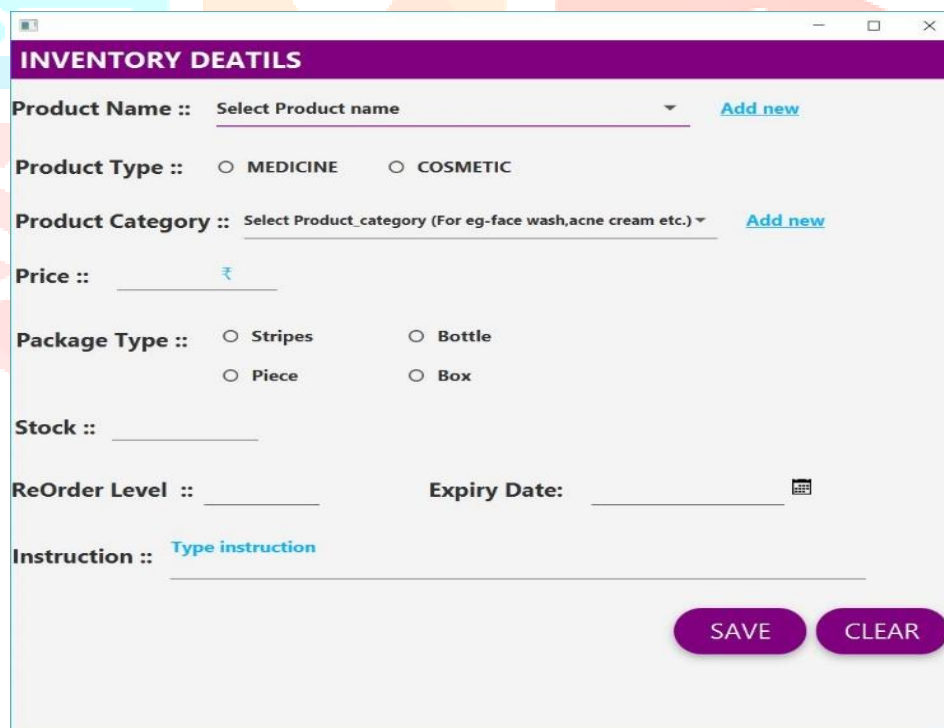 INVENTORY DEATILS
Product Name :: Select Product name Add new
Product Type :: MEDICINE COSMETIC
Product Category :: Select Product_category (For eg-face wash,acne cream etc.) Add new
Price :: ₹
Package Type :: Stripes Bottle
Piece Box
Stock ::
ReOrder Level :: Expiry Date:
Instruction :: Type instruction
SAVE CLEAR